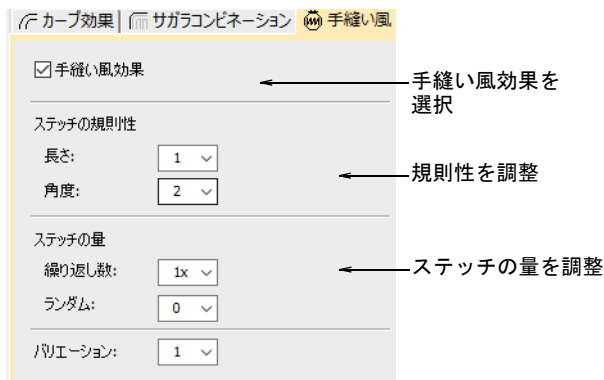 カーブ効果 サガラコンビネーション 手縫い風
手縫い風効果
手縫い風効果を
選択
ステッチの規則性
長さ: 1
角度: 2
規則性を調整
ステッチの量
繰り返し数: 1x
ランダム: 0
ステッチの量を調整
バリエーション: 1